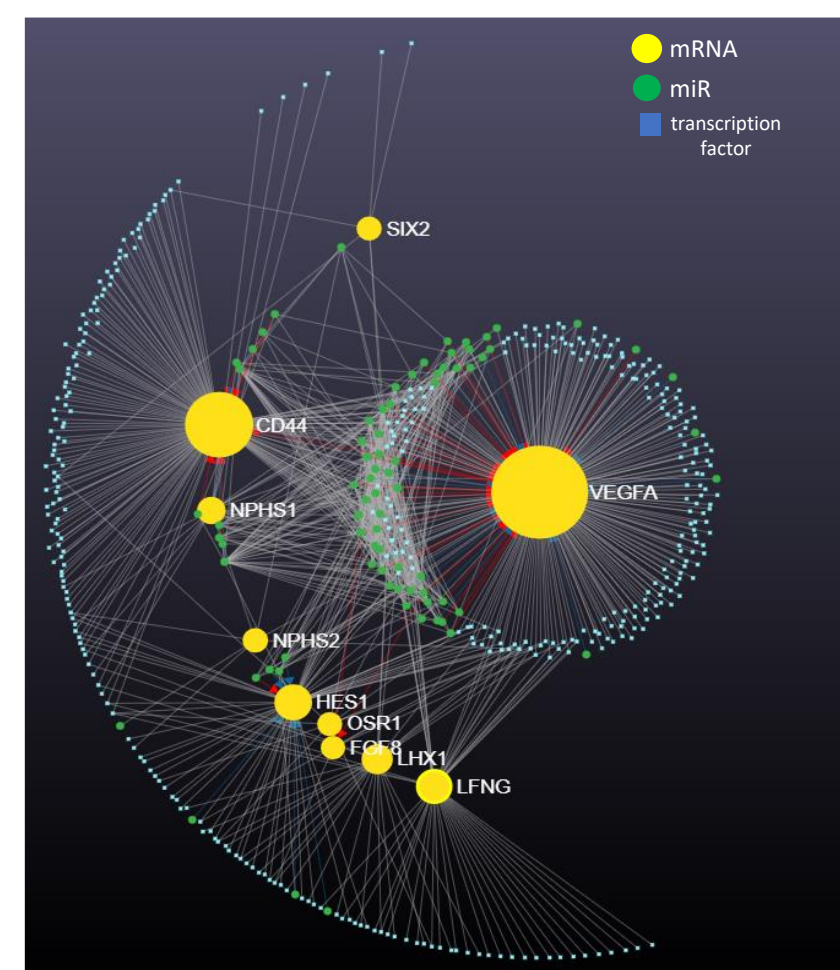 mRNA
miR
transcription
factor
SIX2
CD44
VEGFA
NPHS1
NPHS2
HES1
OSR1
FGF8
LHX1
LFNG